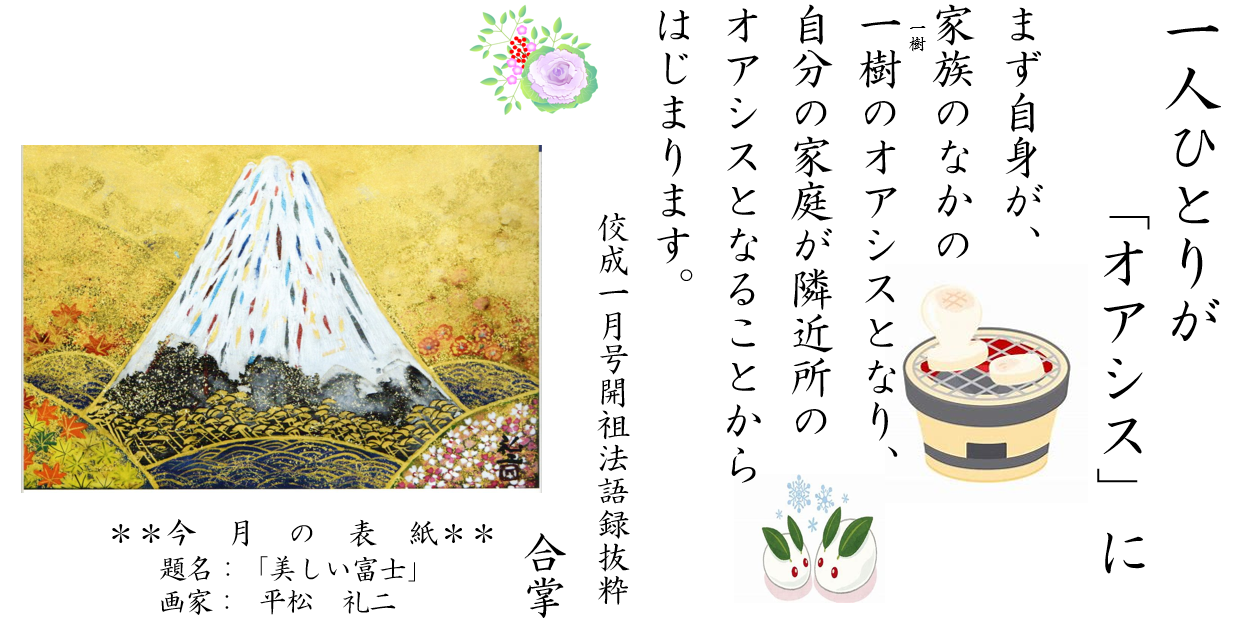 一人ひとりが
「オアシス」に
まず自身が、
家族のなかの
一樹
一樹のオアシスとなり、
自分の家庭が隣近所の
オアシスとなることから
はじまります。
佼成一月号開祖法語録抜粋
合掌
＊＊今　月　の　表　紙＊＊
題名：「美しい富士」
画家：　平松　礼二